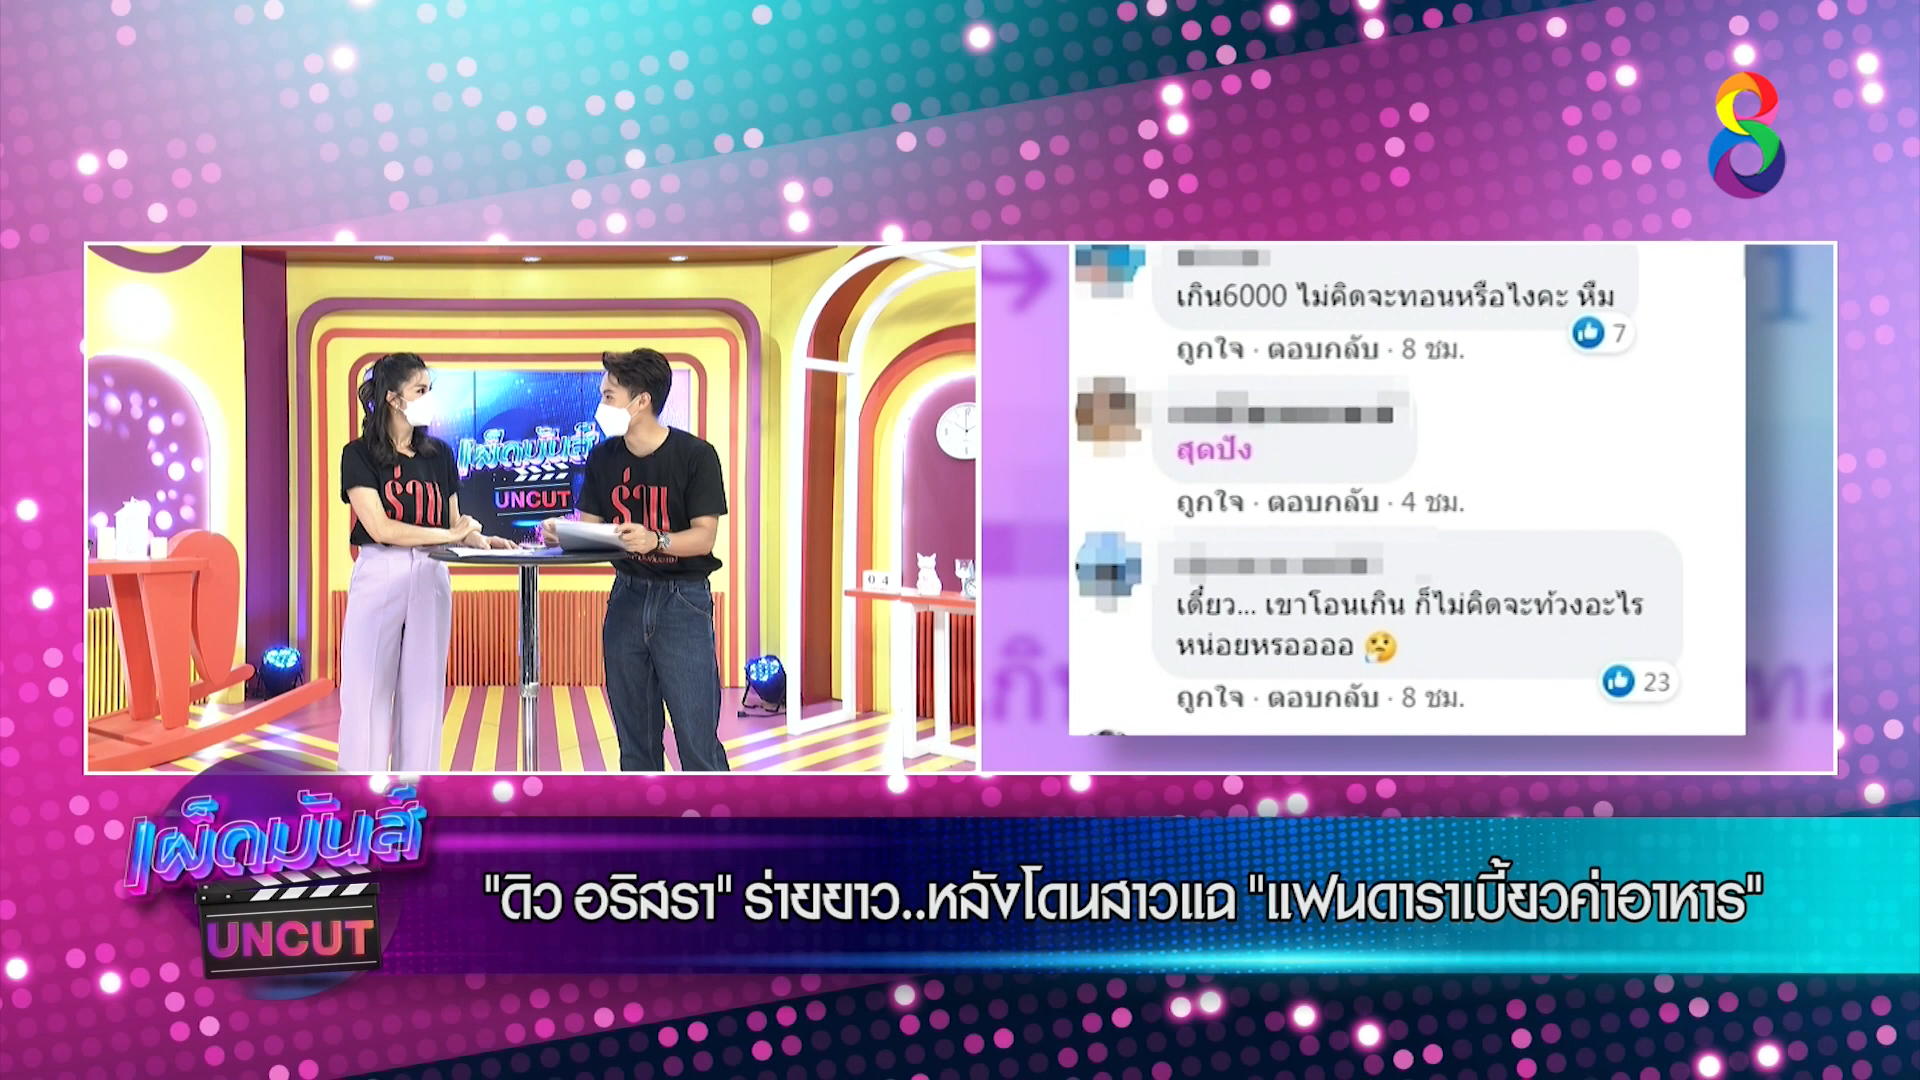 8
เผ็ดมันส์
UNCUT
ร่าน
ร่าน
0 4
เกิน6000 ไม่คิดจะทอนหรือไงคะ หึม
7
ถูกใจ · ตอบกลับ · 8 ชม.
สุดปัง
ถูกใจ · ตอบกลับ · 4 ชม.
เดี๋ยว... เขาโอนเกิน ก็ไม่คิดจะท้วงอะไร
หน่อยหรออออ 🤔
23
ถูกใจ · ตอบกลับ · 8 ชม.
เผ็ดมันส์
UNCUT
"ดิว อริสรา" ร่ายยาว..หลังโดนสาวแฉ "แฟนดาราเบี้ยวค่าอาหาร"